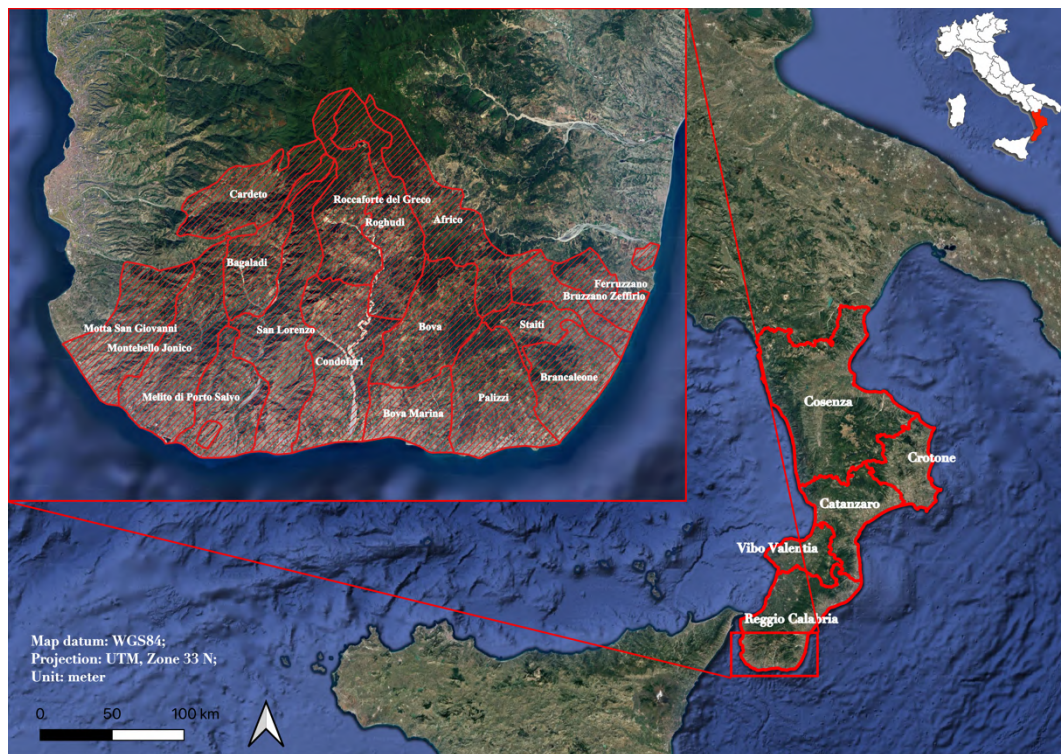 Cardeto
Roccaforte del Greco
Roghudi
Africo
Bagaladi
Ferruzzano
Bruzzano Zeffirio
Motta San Giovanni
San Lorenzo
Bova
Staiti
Montebello Jonico
Condofuri
Brancaleone
Melito di Porto Salvo
Bova Marina
Palizzi
Cosenza
Crotone
Catanzaro
Vibo Valentia
Reggio Calabria
Map datum: WGS84;
Projection: UTM, Zone 33 N;
Unit: meter
0 50 100 km